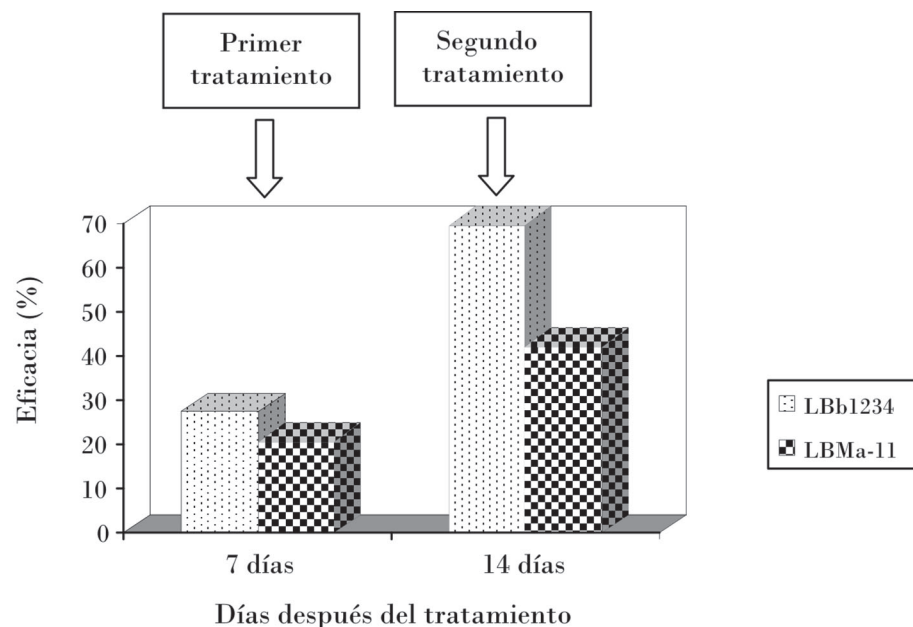 Primer
tratamiento
Segundo
tratamiento
Eficacia (%)
70
60
50
40
30
20
10
0
7 días
14 días
Días después del tratamiento
LBb1234
LBMa-11